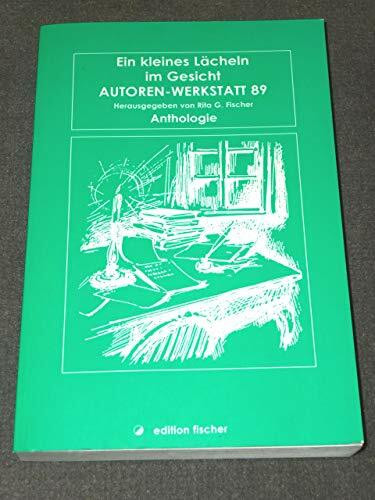 Ein kleines Lächeln
im Gesicht
AUTOREN-WERKSTATT 89
Herausgegeben von Rita G. Fischer
Anthologie
edition fischer